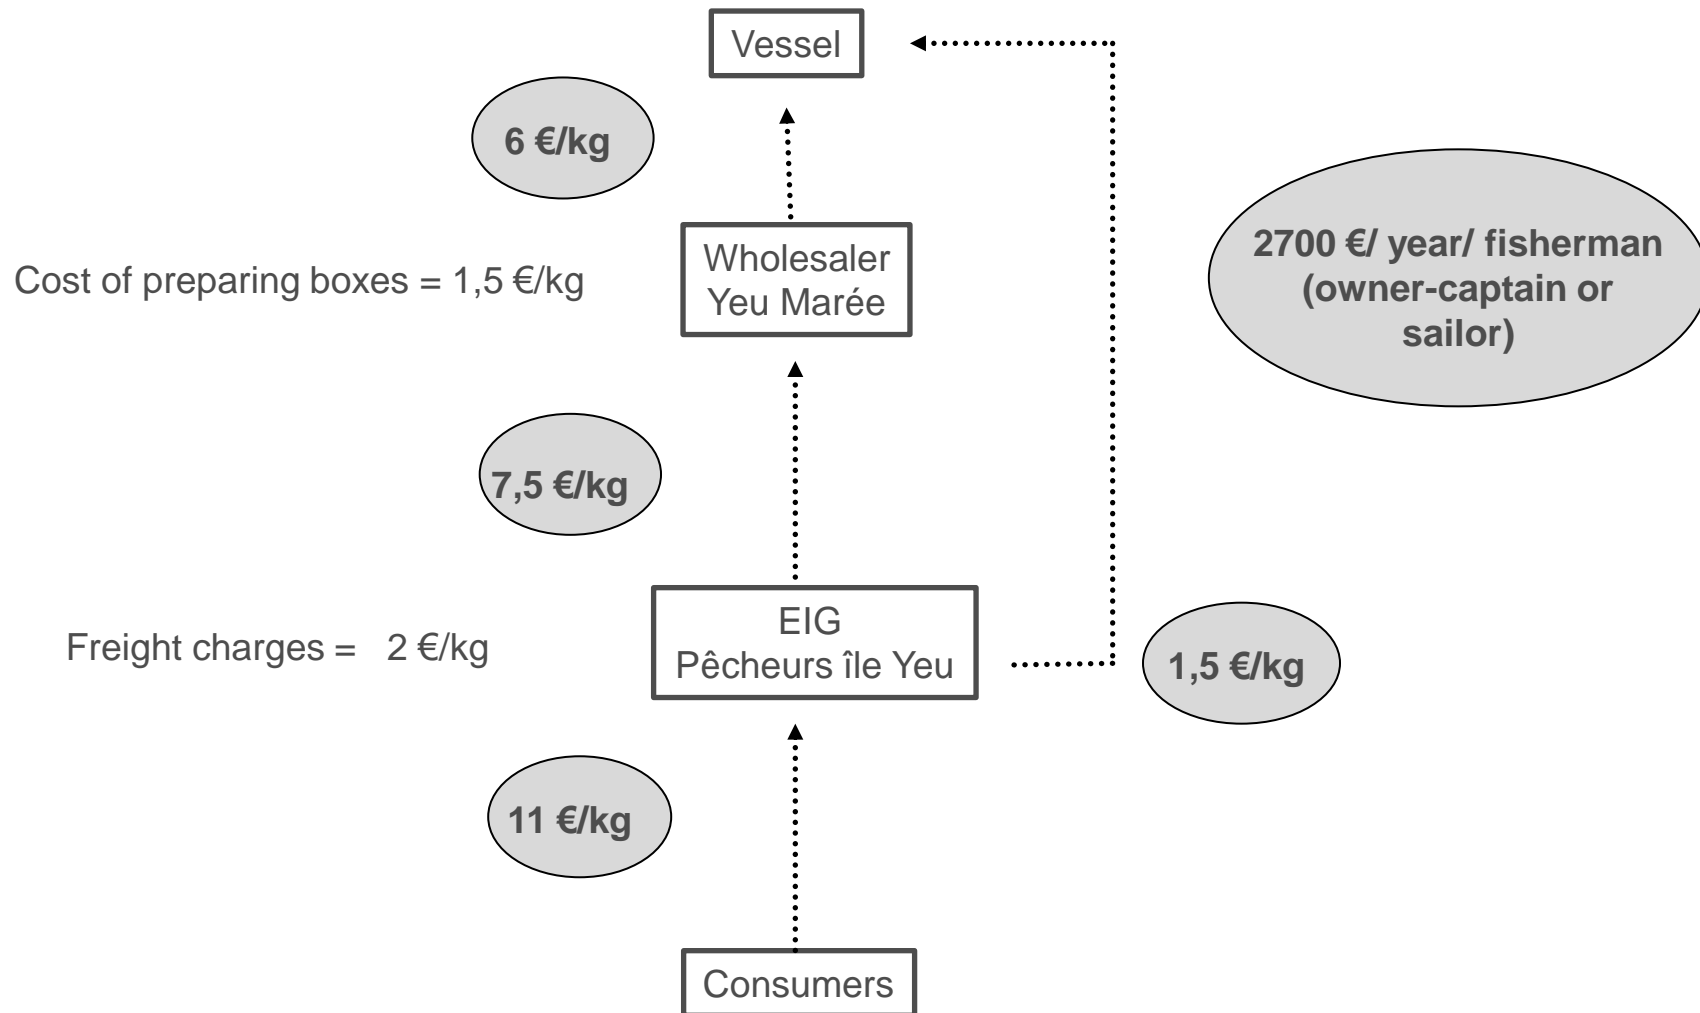 Vessel
6 €/kg
Wholesaler
Yeu Marée
Cost of preparing boxes = 1,5 €/kg
2700 €/ year/ fisherman
(owner-captain or
sailor)
7,5 €/kg
EIG
Pêcheurs île Yeu
Freight charges =   2 €/kg
1,5 €/kg
11 €/kg
Consumers